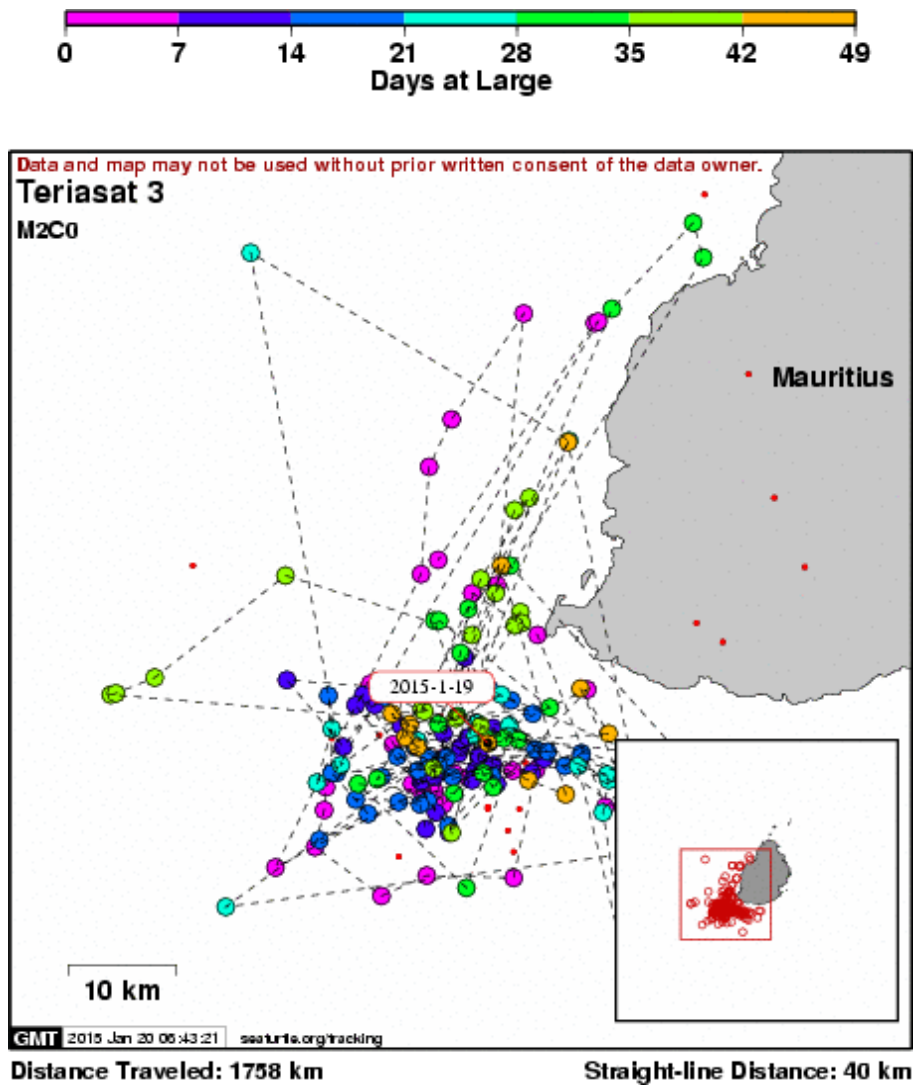 0 7 14 21 28 35 42 49
Days at Large
Data and map may not be used without prior written consent of the data owner.
Teriasat 3
M2C0
Mauritius
2015-1-19
10 km
GMT 2015 Jan 20 06:43:21 seaturtle.org/tracking
Distance Traveled: 1758 km Straight-line Distance: 40 km